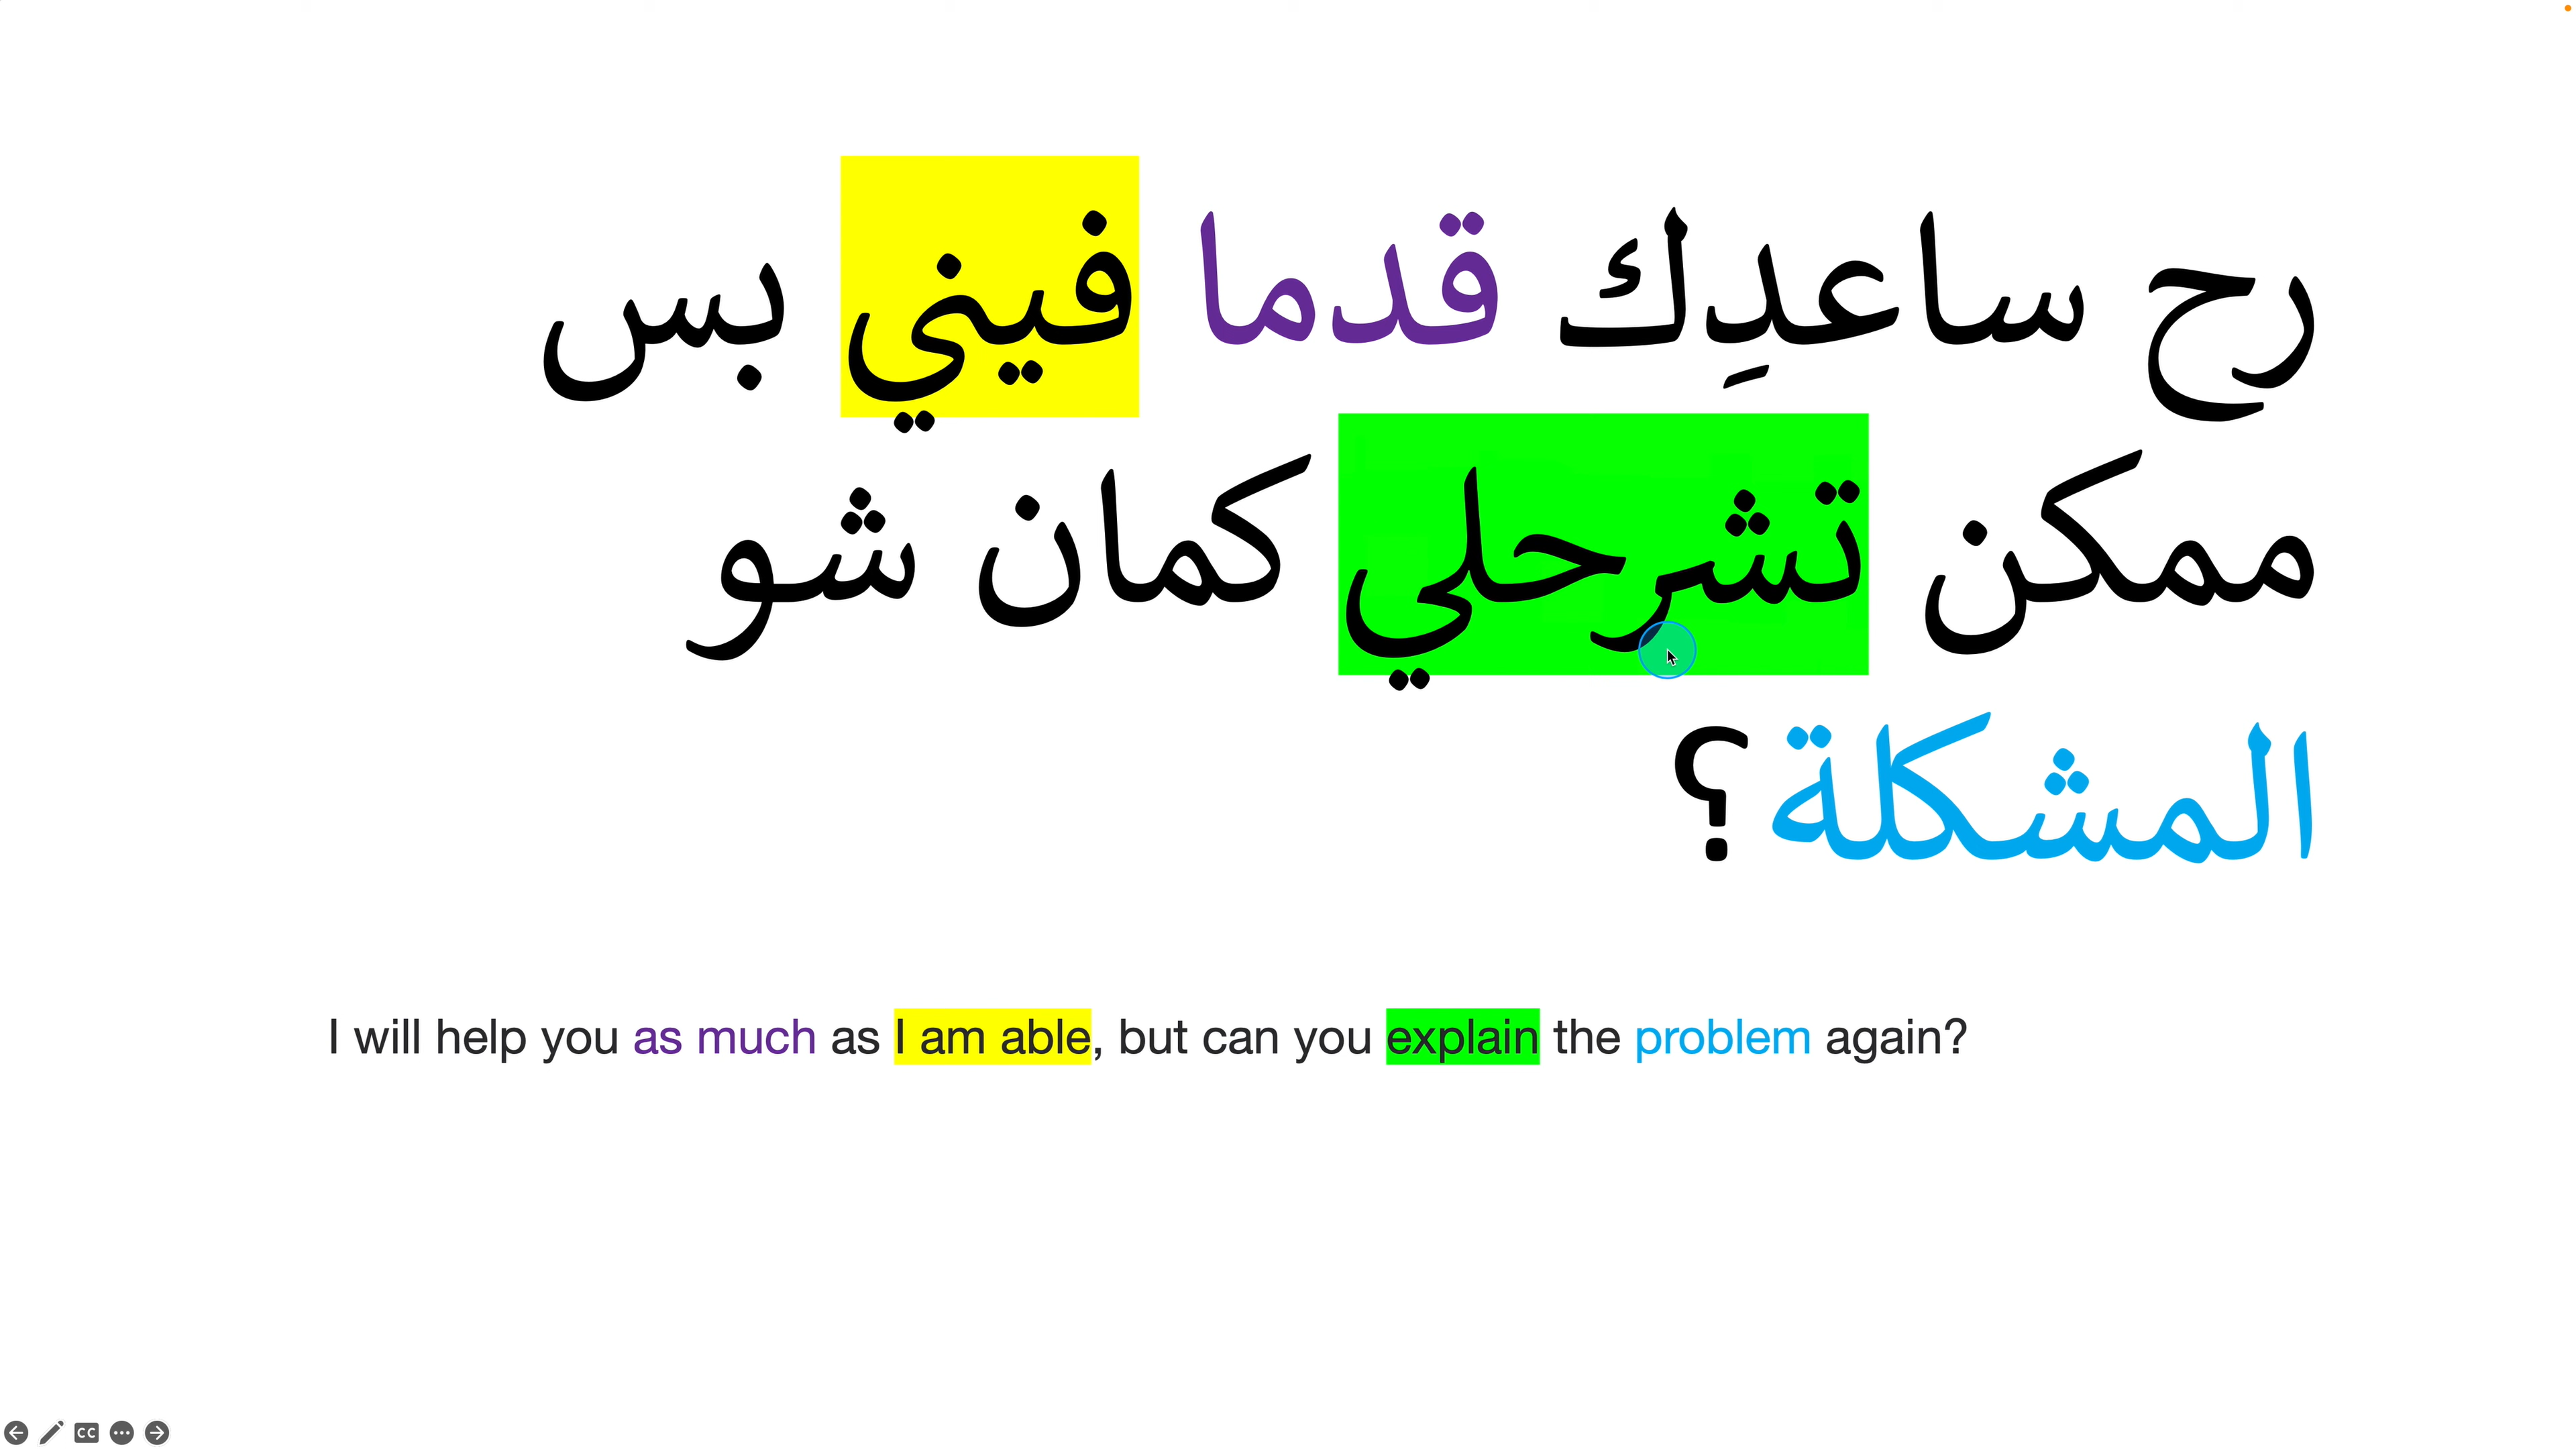 رح ساعدِك قدما فيني بس
ممكن تشرحلي كمان شو
المشكلة؟
I will help you as much as I am able, but can you explain the problem again?
CC